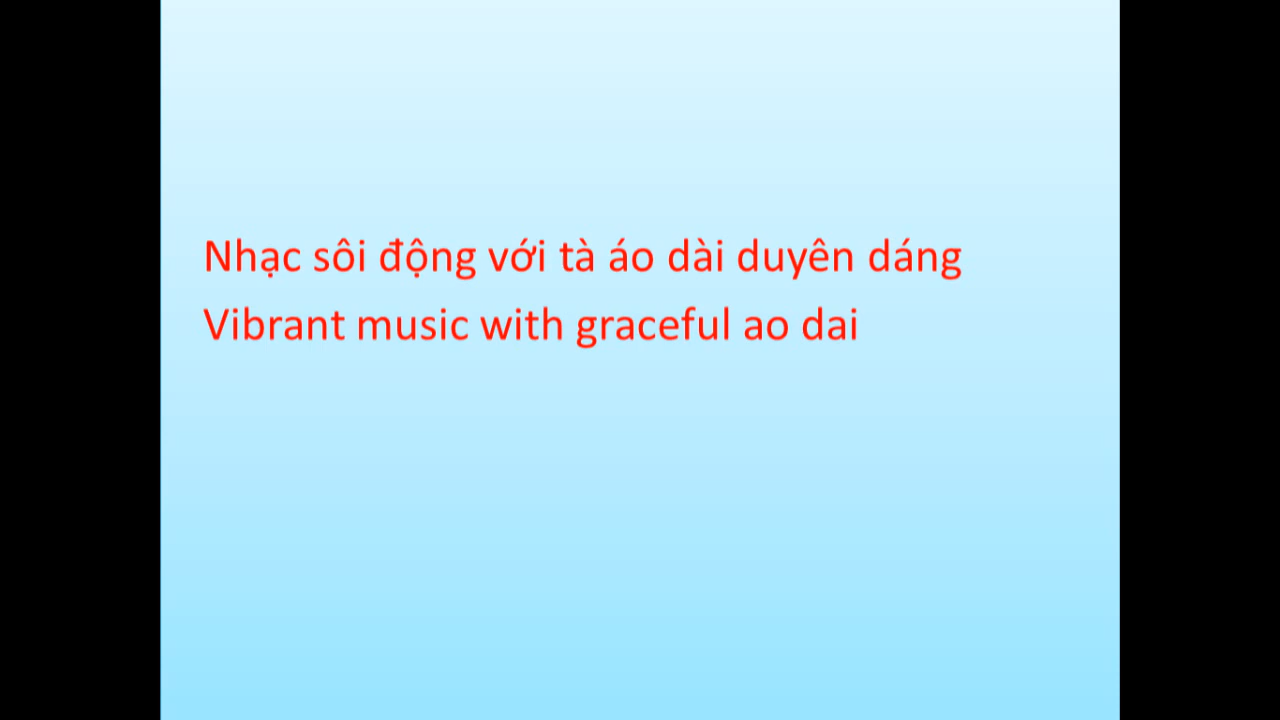 Nhạc sôi động với tà áo dài duyên dáng
Vibrant music with graceful ao dai